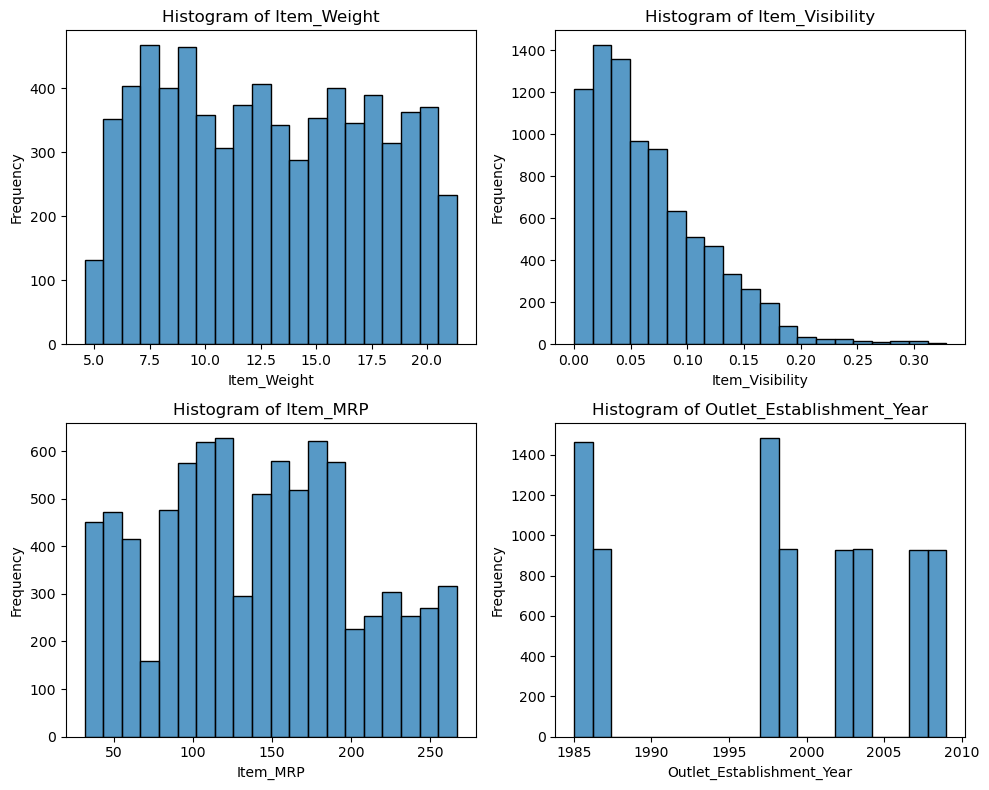 Histogram of Item_Weight
Frequency
400
300
200
100
0
5.0 7.5 10.0 12.5 15.0 17.5 20.0
Item_Weight
Histogram of Item_Visibility
Frequency
1400
1200
1000
800
600
400
200
0
0.00 0.05 0.10 0.15 0.20 0.25 0.30
Item_Visibility
Histogram of Item_MRP
Frequency
600
500
400
300
200
100
0
50 100 150 200 250
Item_MRP
Histogram of Outlet_Establishment_Year
Frequency
1400
1200
1000
800
600
400
200
0
1985 1990 1995 2000 2005 2010
Outlet_Establishment_Year